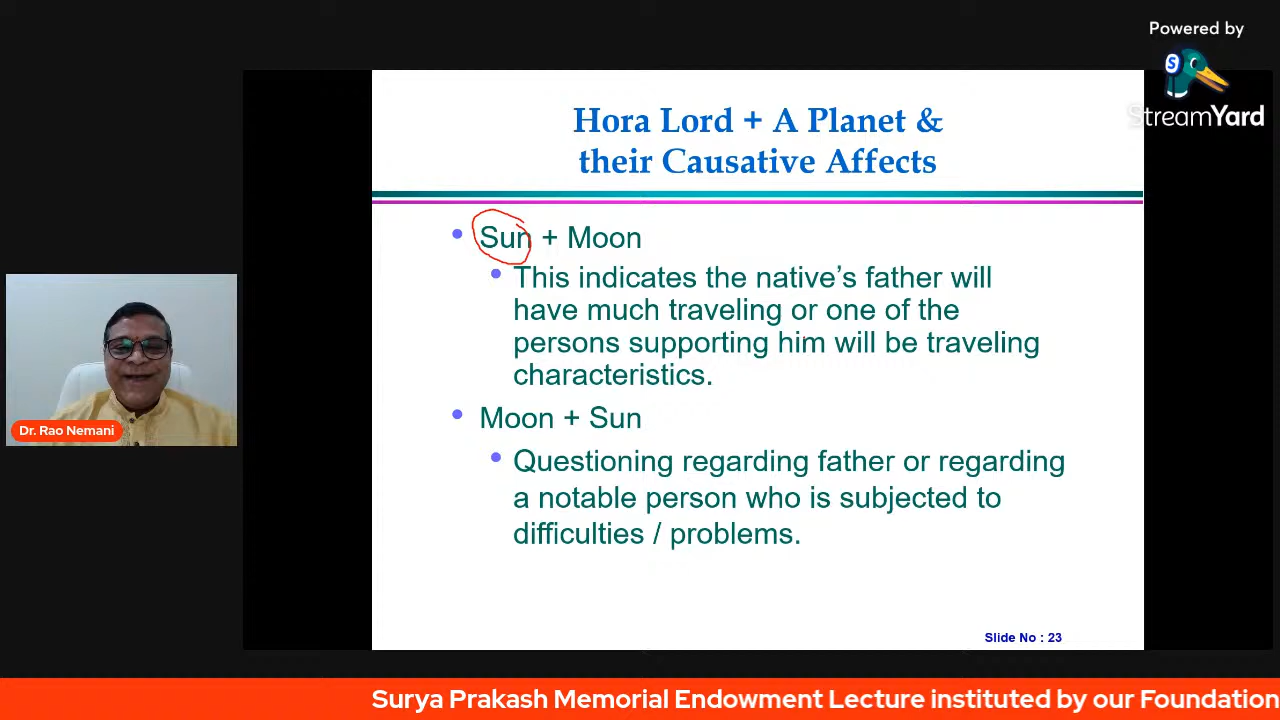 Powered by
StreamYard
Hora Lord + A Planet &
their Causative Affects
Sun + Moon
This indicates the native's father will
have much traveling or one of the
persons supporting him will be traveling
characteristics.
Moon + Sun
Questioning regarding father or regarding
a notable person who is subjected to
difficulties / problems.
Slide No : 23
Dr. Rao Nemani
Surya Prakash Memorial Endowment Lecture instituted by our Foundation